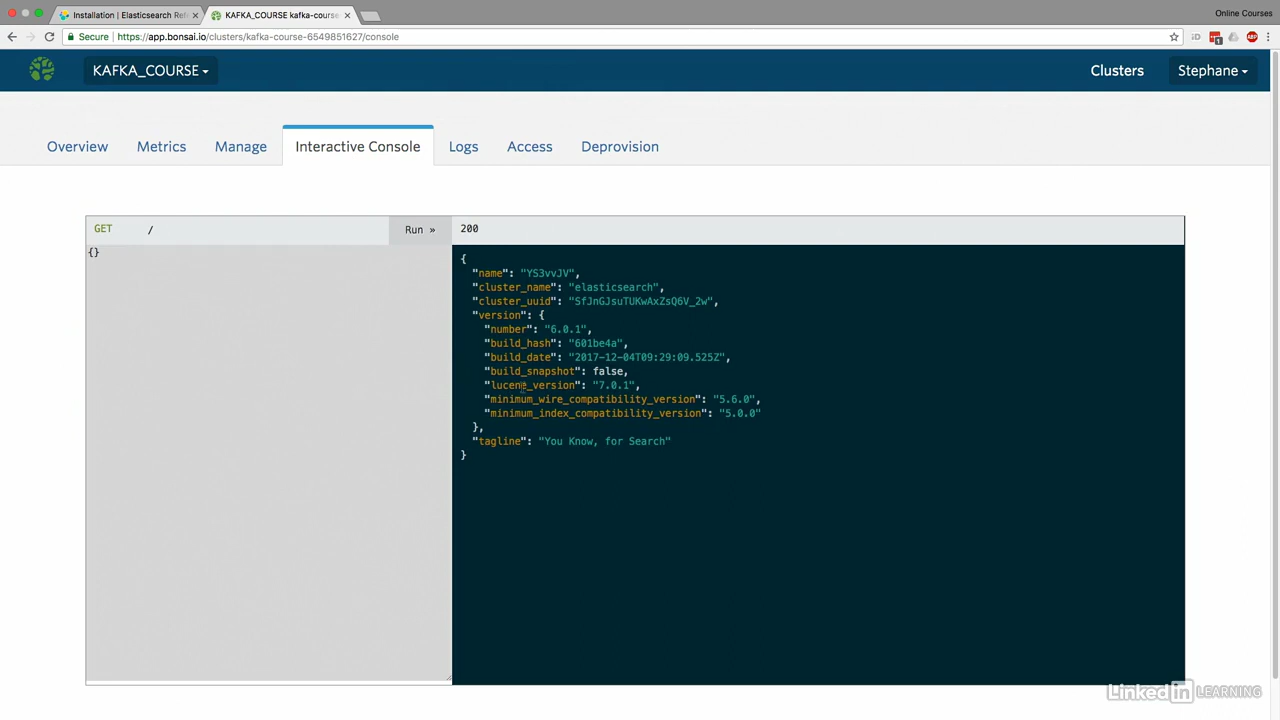 Online Courses
Installation | Elasticsearch Ref
KAFKA_COURSE kafka-course-
Secure | https://app.bonsai.io/clusters/kafka-course-6549851627/console
KAFKA_COURSE
Clusters
Stephane
Overview
Metrics
Manage
Interactive Console
Logs
Access
Deprovision
GET /
Run »
200
{}
{
"name": "YS3vvJV",
"cluster_name": "elasticsearch",
"cluster_uuid": "SfJnGJsuTUKwAxZsQ6V_2w",
"version": {
"number": "6.0.1",
"build_hash": "601be4a",
"build_date": "2017-12-04T09:29:09.525Z",
"build_snapshot": false,
"lucene_version": "7.0.1",
"minimum_wire_compatibility_version": "5.6.0",
"minimum_index_compatibility_version": "5.0.0"
},
"tagline": "You Know, for Search"
}
LinkedIn LEARNING